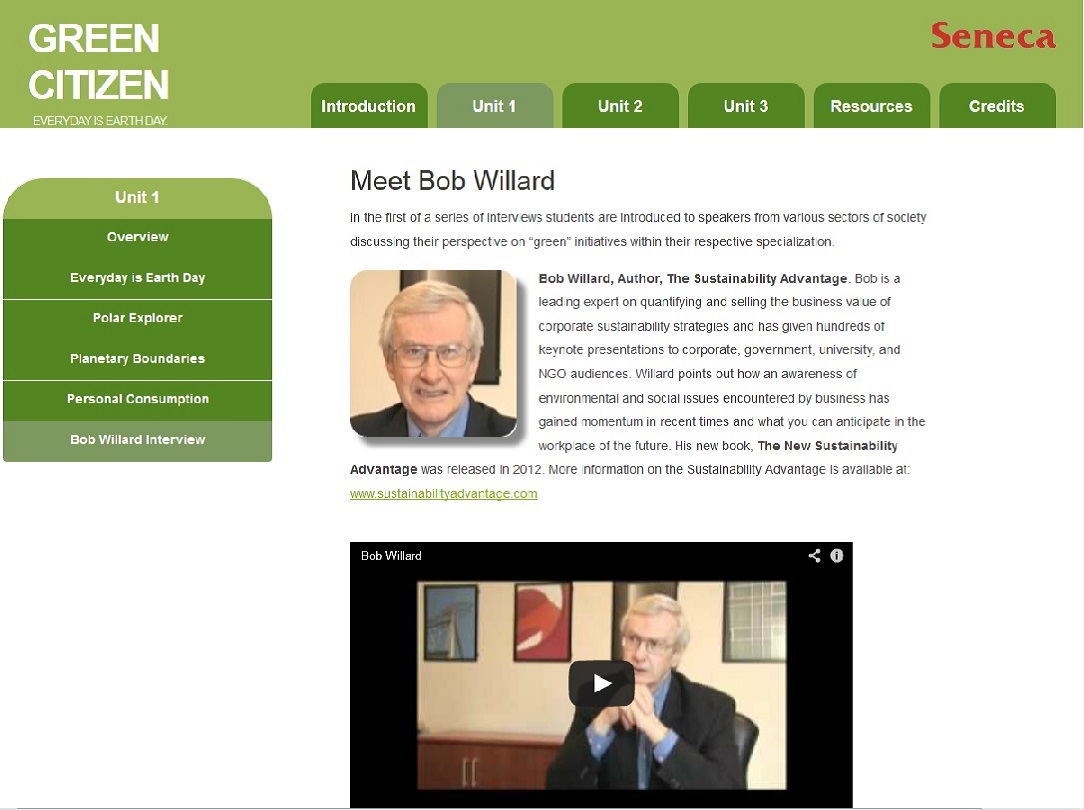 GREEN
CITIZEN
EVERYDAY IS EARTH DAY.
Seneca
Introduction
Unit 1
Unit 2
Unit 3
Resources
Credits
Unit 1
Overview
Everyday is Earth Day
Polar Explorer
Planetary Boundaries
Personal Consumption
Bob Willard Interview
Meet Bob Willard
In the first of a series of interviews students are introduced to speakers from various sectors of society
discussing their perspective on “green” initiatives within their respective specialization.
Bob Willard, Author, The Sustainability Advantage. Bob is a
leading expert on quantifying and selling the business value of
corporate sustainability strategies and has given hundreds of
keynote presentations to corporate, government, university, and
NGO audiences. Willard points out how an awareness of
environmental and social issues encountered by business has
gained momentum in recent times and what you can anticipate in the
workplace of the future. His new book, The New Sustainability
Advantage was released in 2012. More information on the Sustainability Advantage is available at:
www.sustainabilityadvantage.com
Bob Willard